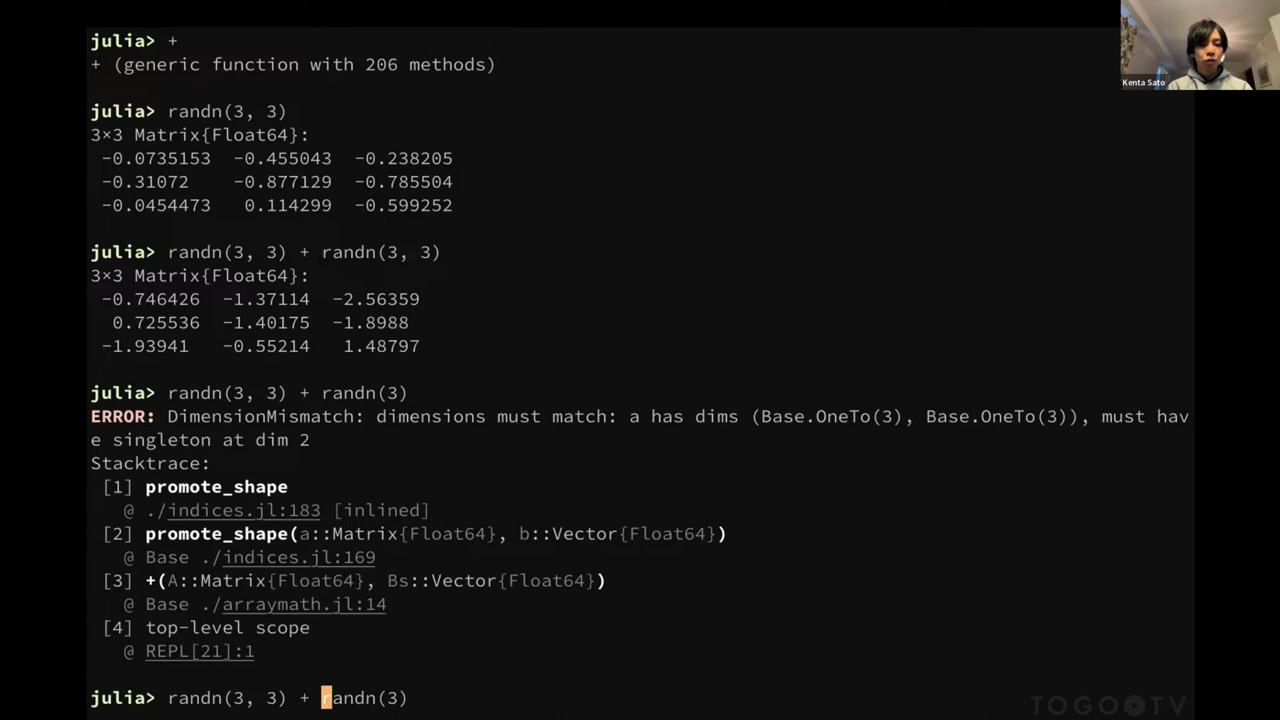 julia> +
+ (generic function with 206 methods)
julia> randn(3, 3)
3×3 Matrix{Float64}:
-0.0735153 -0.455043 -0.238205
-0.31072 -0.877129 -0.785504
-0.0454473 0.114299 -0.599252
julia> randn(3, 3) + randn(3, 3)
3×3 Matrix{Float64}:
-0.746426 -1.37114 -2.56359
0.725536 -1.40175 -1.8988
-1.93941 -0.55214 1.48797
julia> randn(3, 3) + randn(3)
ERROR: DimensionMismatch: dimensions must match: a has dims (Base.OneTo(3), Base.OneTo(3)), must hav
e singleton at dim 2
Stacktrace:
[1] promote_shape
@ ./indices.jl:183 [inlined]
[2] promote_shape(a::Matrix{Float64}, b::Vector{Float64})
@ Base ./indices.jl:169
[3] +(A::Matrix{Float64}, Bs::Vector{Float64})
@ Base ./arraymath.jl:14
[4] top-level scope
@ REPL[21]:1
julia> randn(3, 3) + randn(3)
Kenta Sato
TOGOTV